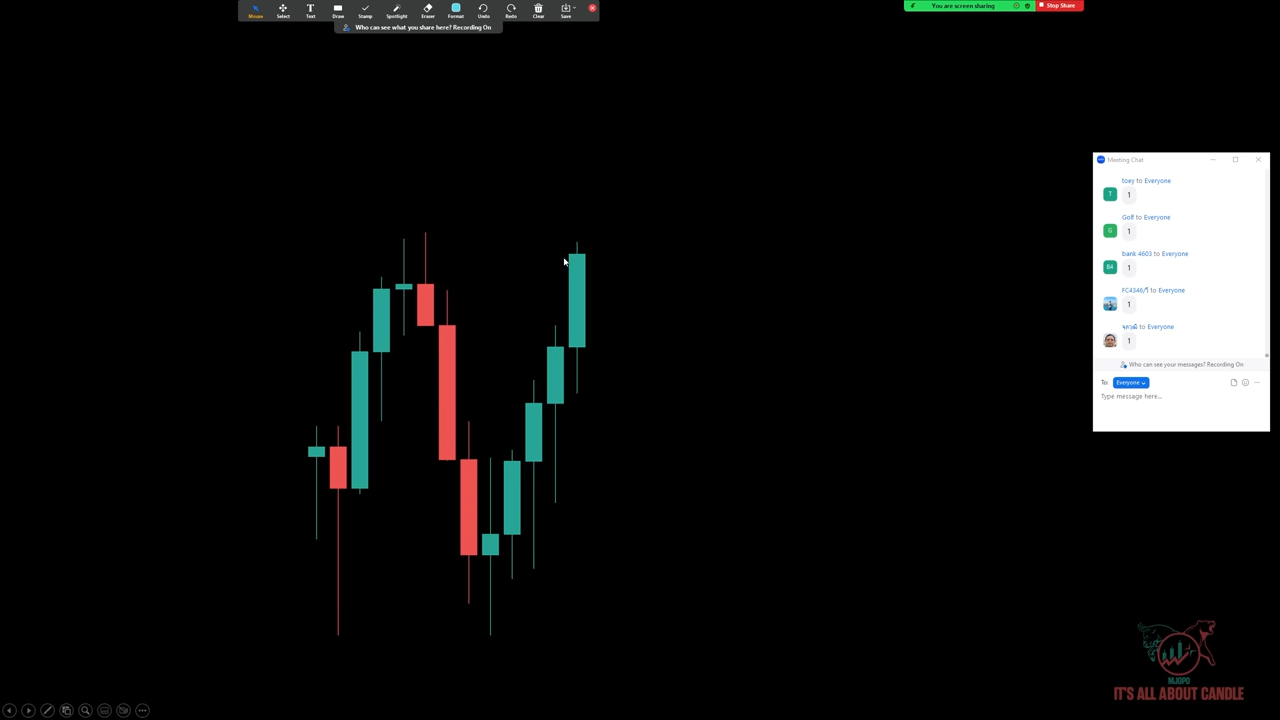 Mouse
Select
Text
Draw
Stamp
Spotlight
Eraser
Format
Undo
Redo
Clear
Save
Who can see what you share here? Recording On
You are screen sharing
Stop Share
Meeting Chat
toey to Everyone
T
1
Golf to Everyone
G
1
bank 4603 to Everyone
B4
1
to Everyone
1
to Everyone
1
Who can see your messages? Recording On
To: Everyone
Type message here...
MJOPO
IT'S ALL ABOUT CANDLE